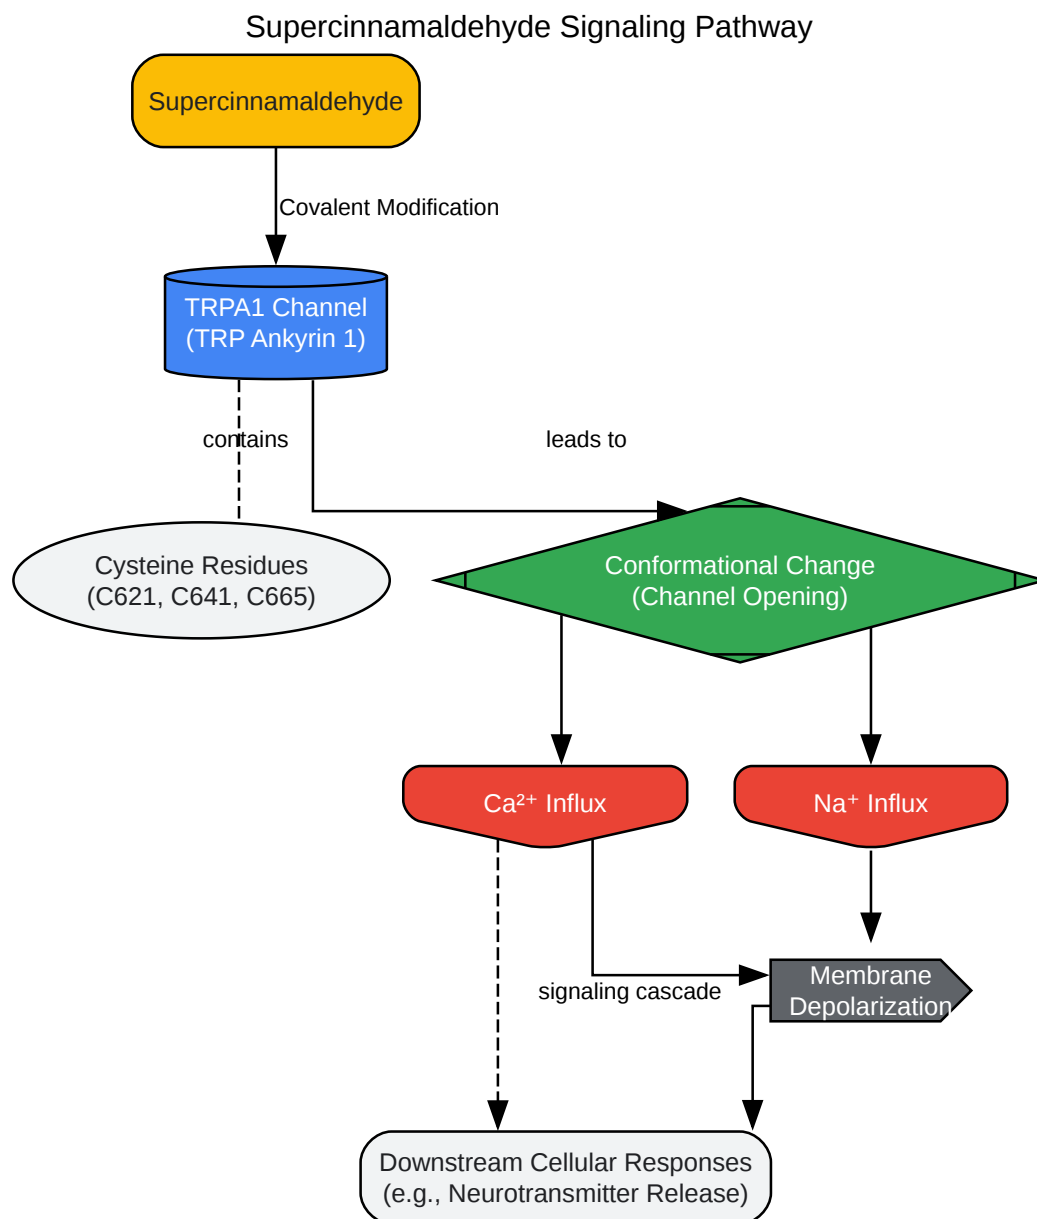 Supercinnamaldehyde Signaling Pathway
Supercinnamaldehyde
Covalent Modification
TRPA1 Channel
(TRP Ankyrin 1)
contains
leads to
Cysteine Residues
(C621, C641, C665)
Conformational Change
(Channel Opening)
Ca²⁺ Influx
Na⁺ Influx
signaling cascade
Membrane
Depolarization
Downstream Cellular Responses
(e.g., Neurotransmitter Release)